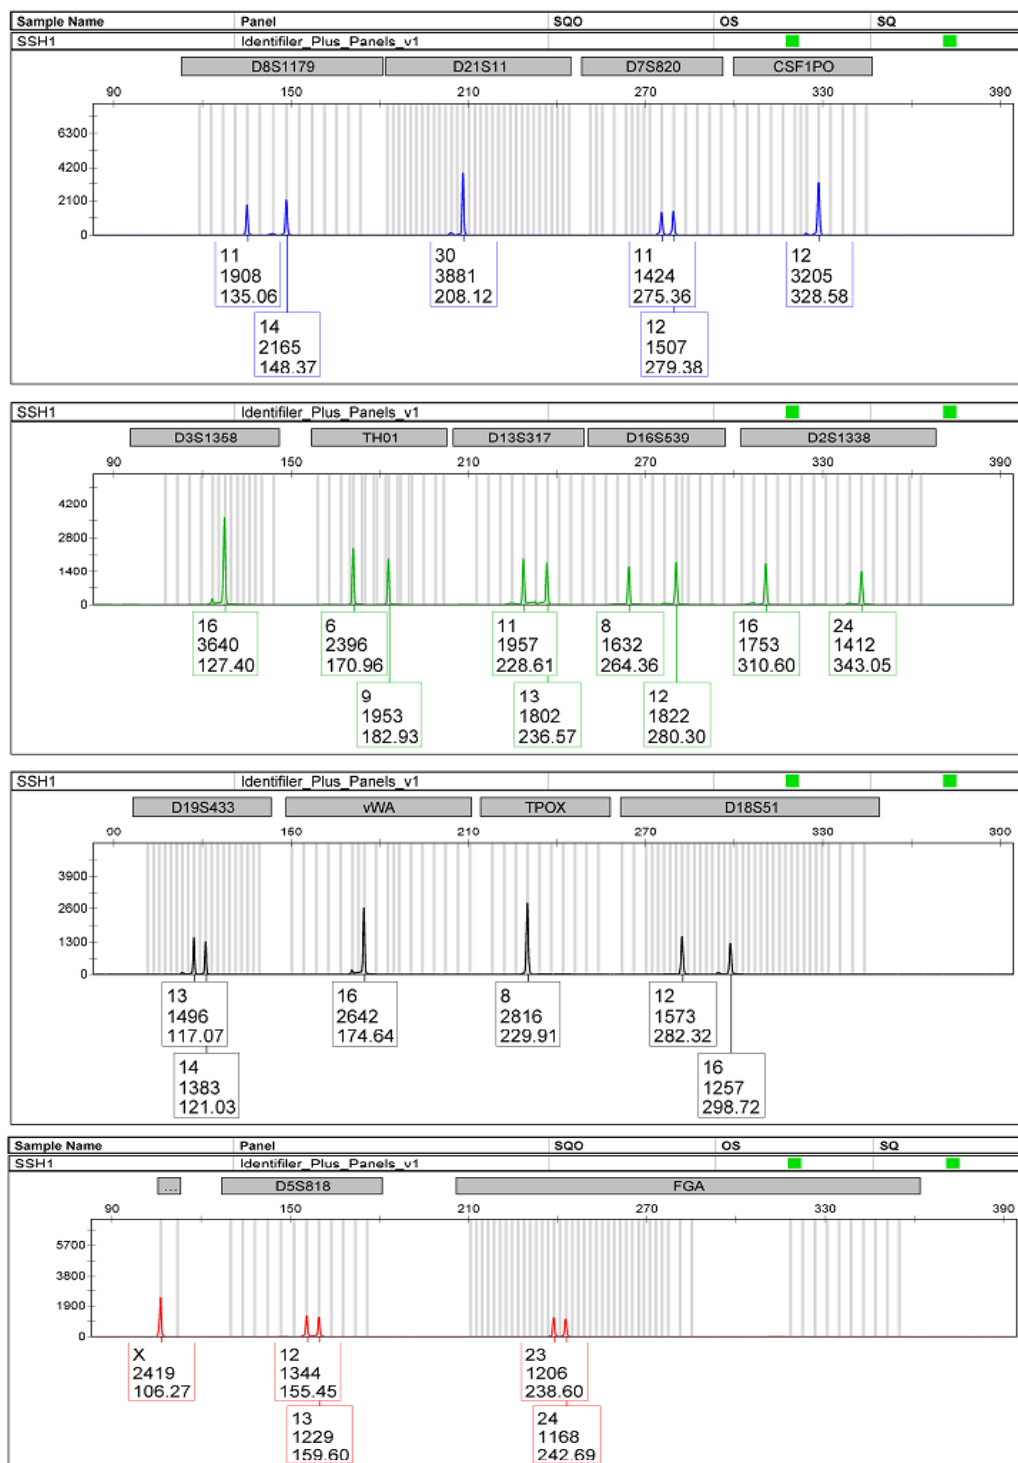 Sample Name Panel SQO OS SQ
SSH1 Identifiler_Plus_Panels_v1
D8S1179 D21S11 D7S820 CSF1PO
90 150 210 270 330 390
6300
4200
2100
0
11 30 11 12
1908 3881 1424 3205
135.06 208.12 275.36 328.58
14 12
2165 1507
148.37 279.38
SSH1 Identifiler_Plus_Panels_v1
D3S1358 TH01 D13S317 D16S539 D2S1338
90 150 210 270 330 390
4200
2800
1400
0
16 6 11 8 16 24
3640 2396 1957 1632 1753 1412
127.40 170.96 228.61 264.36 310.60 343.05
9 13 12
1953 1802 1822
182.93 236.57 280.30
SSH1 Identifiler_Plus_Panels_v1
D19S433 vWA TPOX D18S51
90 150 210 270 330 390
3900
2600
1300
0
13 16 8 12
1496 2642 2816 1573
117.07 174.64 229.91 282.32
14 16
1383 1257
121.03 298.72
Sample Name Panel SQO OS SQ
SSH1 Identifiler_Plus_Panels_v1
... D5S818 FGA
90 150 210 270 330 390
5700
3800
1900
0
X 12 23
2419 1344 1206
106.27 155.45 238.60
13 24
1229 1168
159.60 242.69